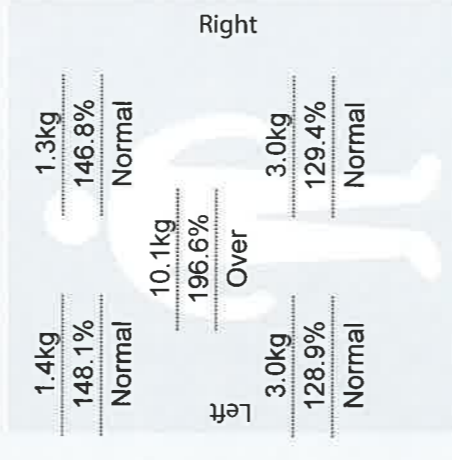 Right
1.3kg
146.8%
Normal
3.0kg
129.4%
Normal
10.1kg
196.6%
Over
1.4kg
148.1%
Normal
3.0kg
128.9%
Normal
Left